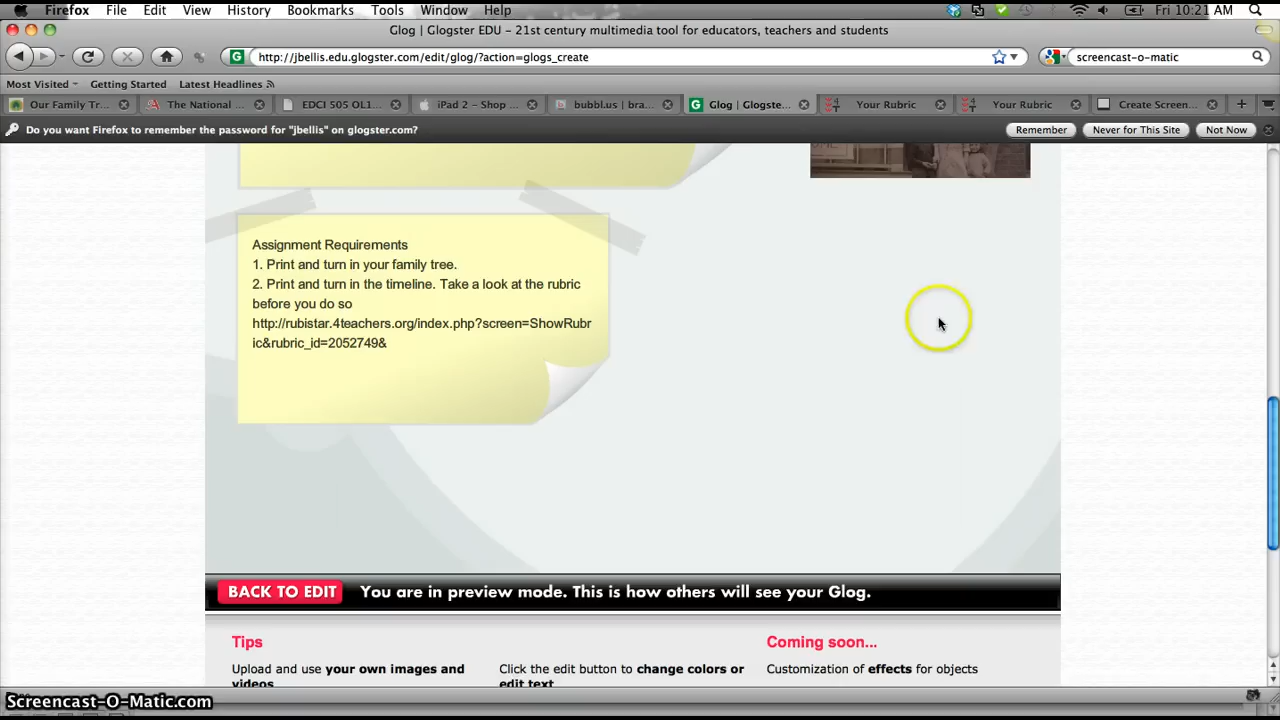 Firefox File Edit View History Bookmarks Tools Window Help Fri 10:21 AM
Glog | Glogster EDU - 21st century multimedia tool for educators, teachers and students
http://jbellis.edu.glogster.com/edit/glog/?action=glogs_create
screencast-o-matic
Most Visited Getting Started Latest Headlines
Our Family Tr... The National ... EDCI 505 OL1... iPad 2 - Shop ... bubbl.us | bra... Glog | Glogste... Your Rubric Your Rubric Create Screen...
Do you want Firefox to remember the password for "jbellis" on glogster.com? Remember Never for This Site Not Now
Assignment Requirements
1. Print and turn in your family tree.
2. Print and turn in the timeline. Take a look at the rubric
before you do so
http://rubistar.4teachers.org/index.php?screen=ShowRubr
ic&rubric_id=2052749&
BACK TO EDIT You are in preview mode. This is how others will see your Glog.
Tips
Coming soon...
Upload and use your own images and
videos
Click the edit button to change colors or
edit text
Customization of effects for objects
Screencast-O-Matic.com